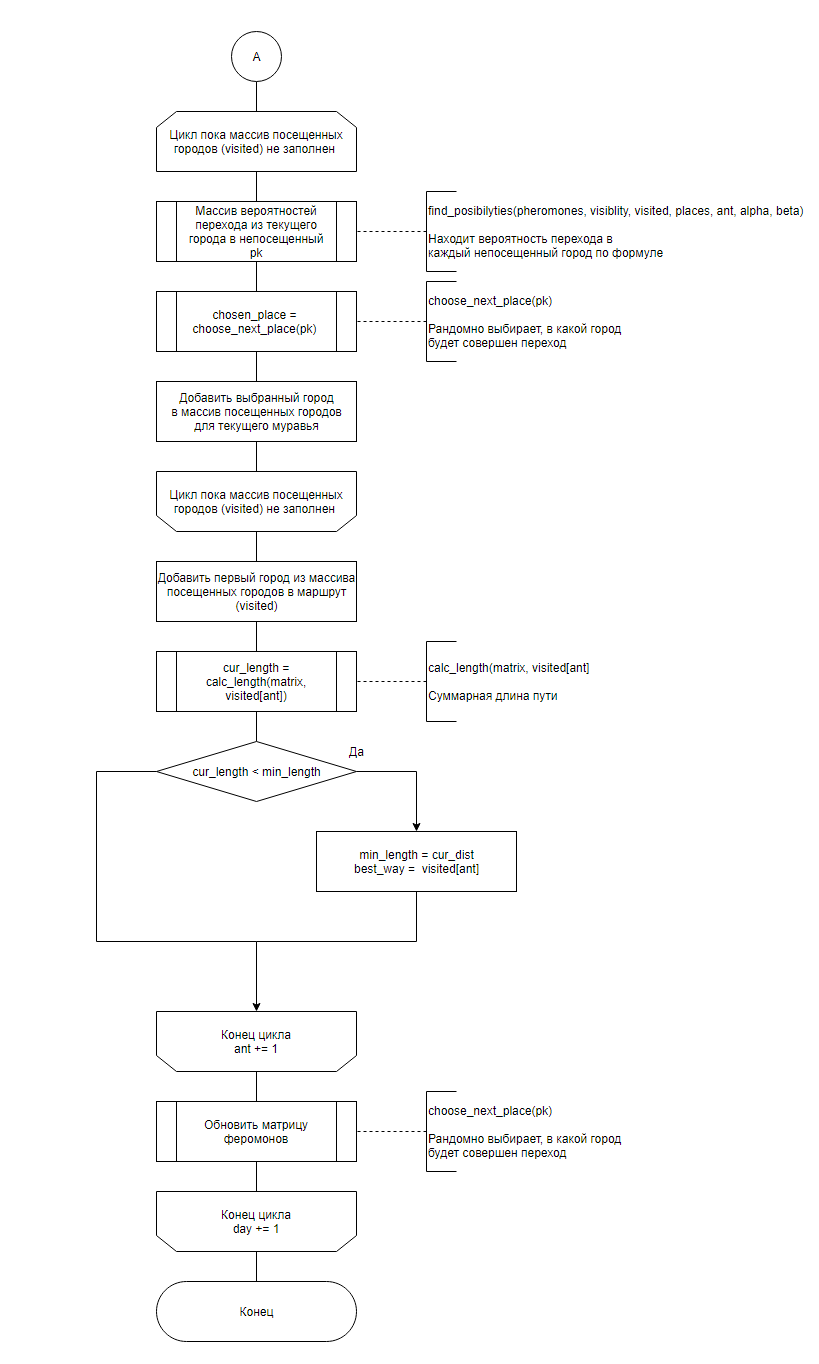 A
Цикл пока массив посещенных
городов (visited) не заполнен
Массив вероятностей
перехода из текущего
города в непосещенный
pk
find_posibilyties(pheromones, visiblity, visited, places, ant, alpha, beta)
Находит вероятность перехода в
каждый непосещенный город по формуле
chosen_place =
choose_next_place(pk)
choose_next_place(pk)
Рандомно выбирает, в какой город
будет совершен переход
Добавить выбранный город
в массив посещенных городов
для текущего муравья
Цикл пока массив посещенных
городов (visited) не заполнен
Добавить первый город из массива
посещенных городов в маршрут
(visited)
cur_length =
calc_length(matrix,
visited[ant])
calc_length(matrix, visited[ant]
Суммарная длина пути
Да
cur_length < min_length
min_length = cur_dist
best_way = visited[ant]
Конец цикла
ant += 1
Обновить матрицу
феромонов
choose_next_place(pk)
Рандомно выбирает, в какой город
будет совершен переход
Конец цикла
day += 1
Конец